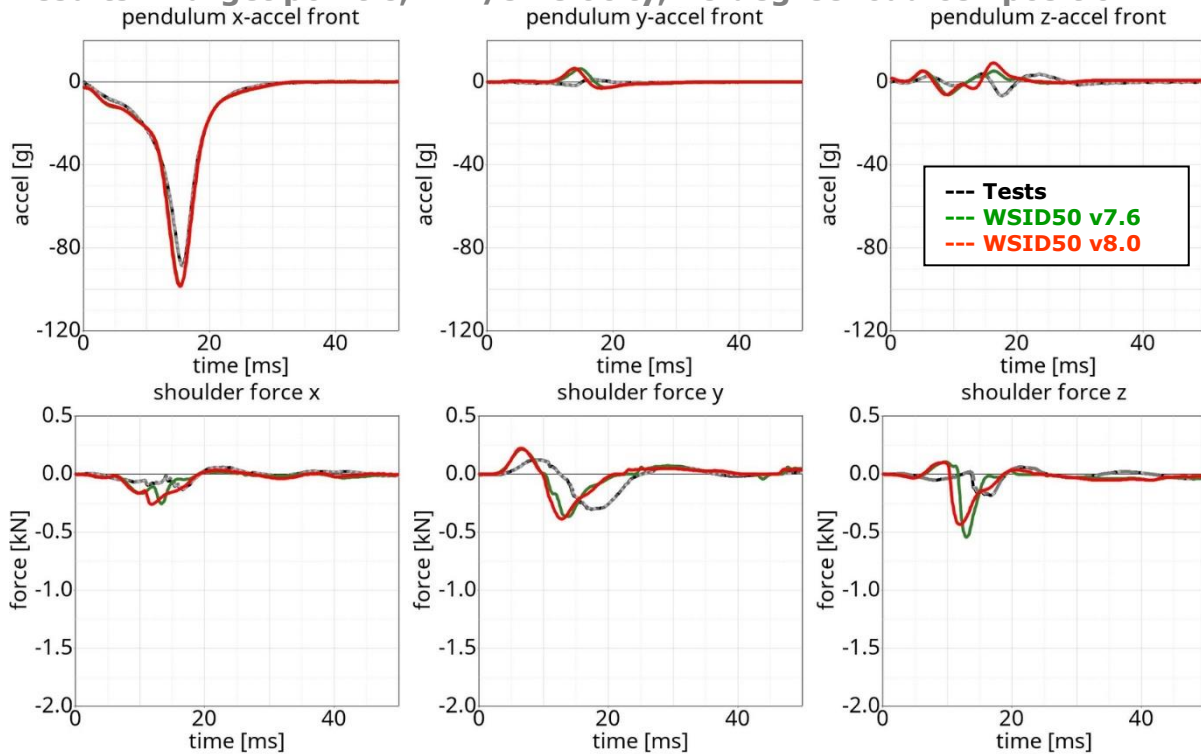 pendulum x-accel front
pendulum y-accel front
pendulum z-accel front
0
-40
-80
-120
accel [g]
0
20
40
time [ms]
0
-40
-80
-120
accel [g]
0
20
40
time [ms]
0
-40
-80
-120
accel [g]
0
20
40
time [ms]
--- Tests
--- WSID50 v7.6
--- WSID50 v8.0
shoulder force x
shoulder force y
shoulder force z
0.5
0.0
-0.5
-1.0
-1.5
-2.0
force [kN]
0
20
40
time [ms]
0.5
0.0
-0.5
-1.0
-1.5
-2.0
force [kN]
0
20
40
time [ms]
0.5
0.0
-0.5
-1.0
-1.5
-2.0
force [kN]
0
20
40
time [ms]